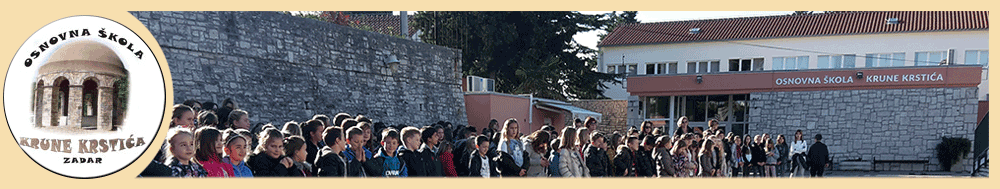 OSNOVNA ŠKOLA
KRUNE KRSTIĆA
ZADAR
OSNOVNA ŠKOLA KRUNE KRSTIĆA